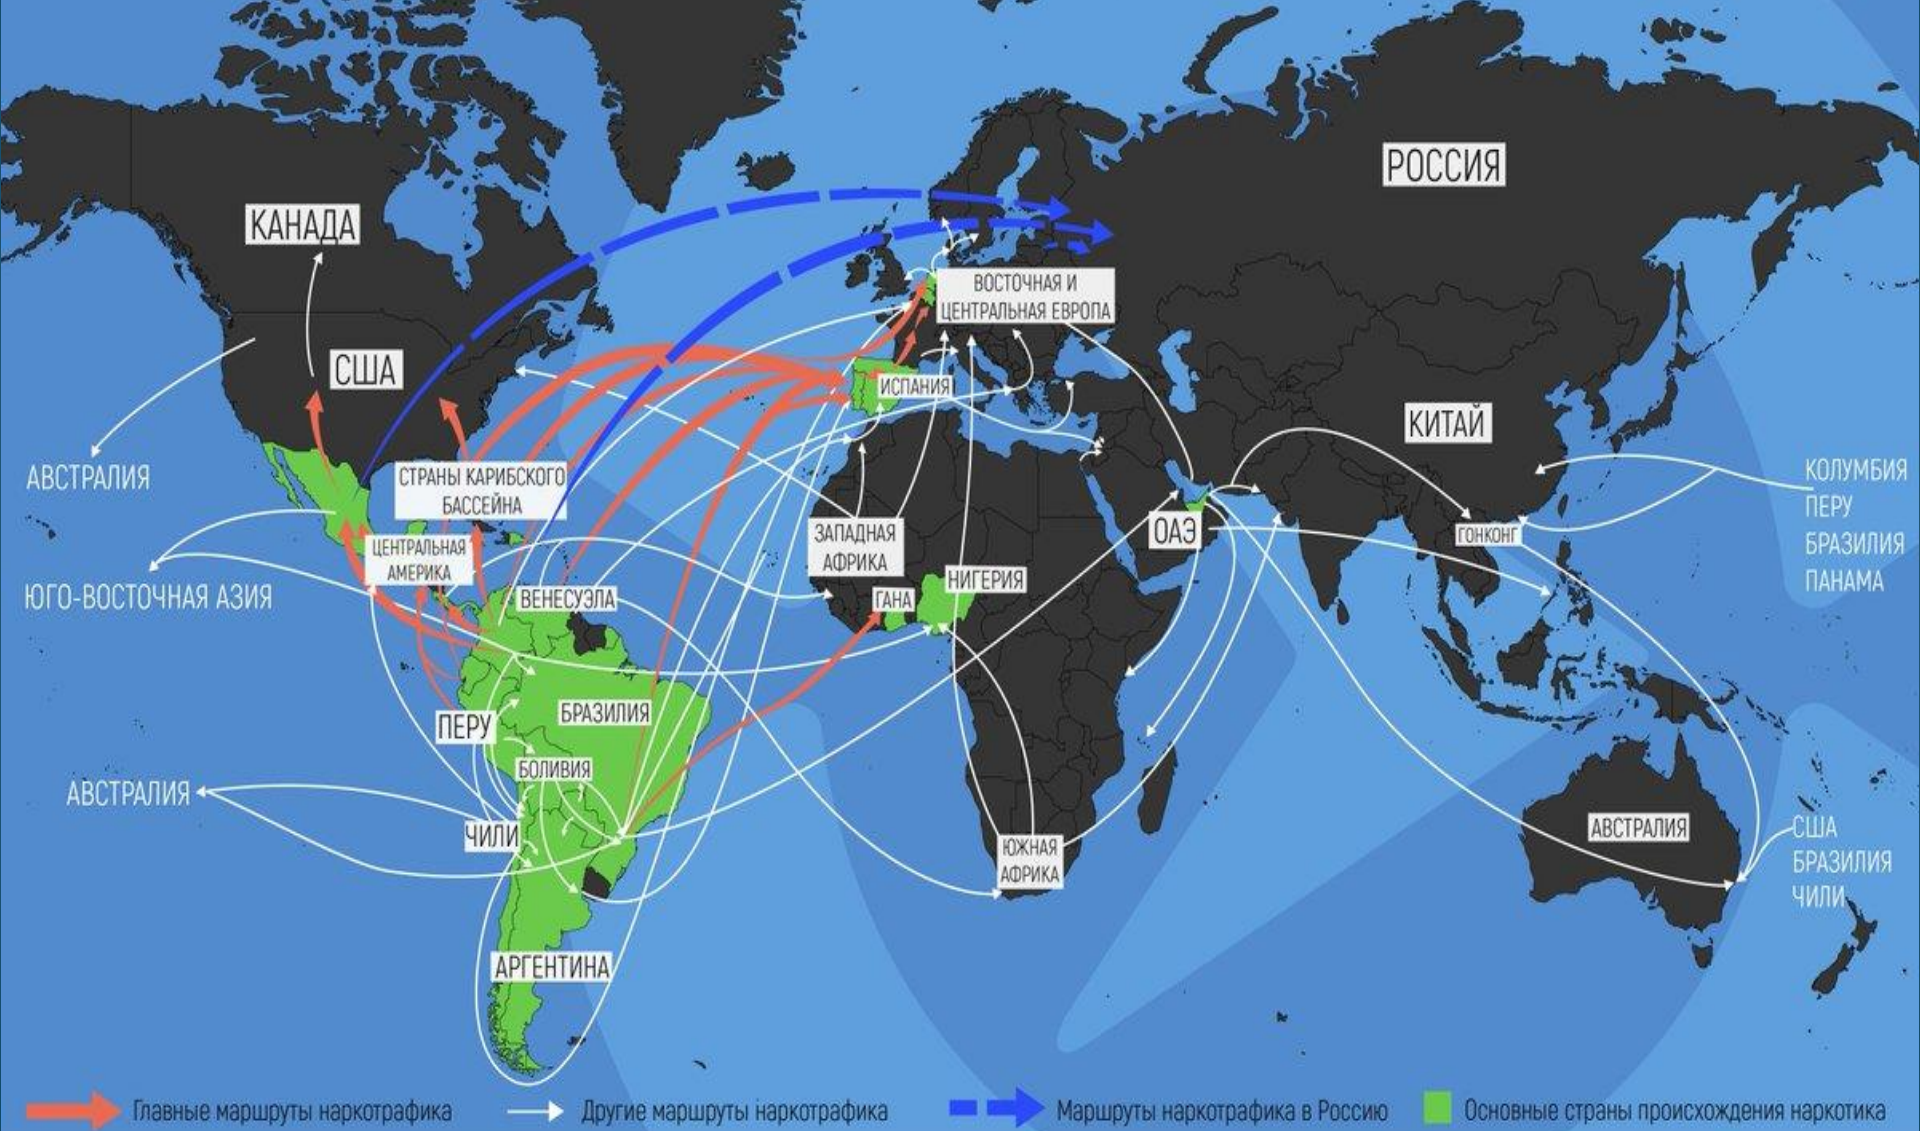 РОССИЯ
КАНАДА
ВОСТОЧНАЯ И
ЦЕНТРАЛЬНАЯ ЕВРОПА
США
ИСПАНИЯ
КИТАЙ
АВСТРАЛИЯ
СТРАНЫ КАРИБСКОГО
БАССЕЙНА
КОЛУМБИЯ
ПЕРУ
БРАЗИЛИЯ
ПАНАМА
ЗАПАДНАЯ
АФРИКА
ОАЭ
ГОНКОНГ
ЦЕНТРАЛЬНАЯ
АМЕРИКА
ЮГО-ВОСТОЧНАЯ АЗИЯ
ВЕНЕСУЭЛА
ГАНА
НИГЕРИЯ
ПЕРУ
БРАЗИЛИЯ
БОЛИВИЯ
АВСТРАЛИЯ
ЧИЛИ
ЮЖНАЯ
АФРИКА
АВСТРАЛИЯ
США
БРАЗИЛИЯ
ЧИЛИ
АРГЕНТИНА
Главные маршруты наркотрафика
Другие маршруты наркотрафика
Маршруты наркотрафика в Россию
Основные страны происхождения наркотика